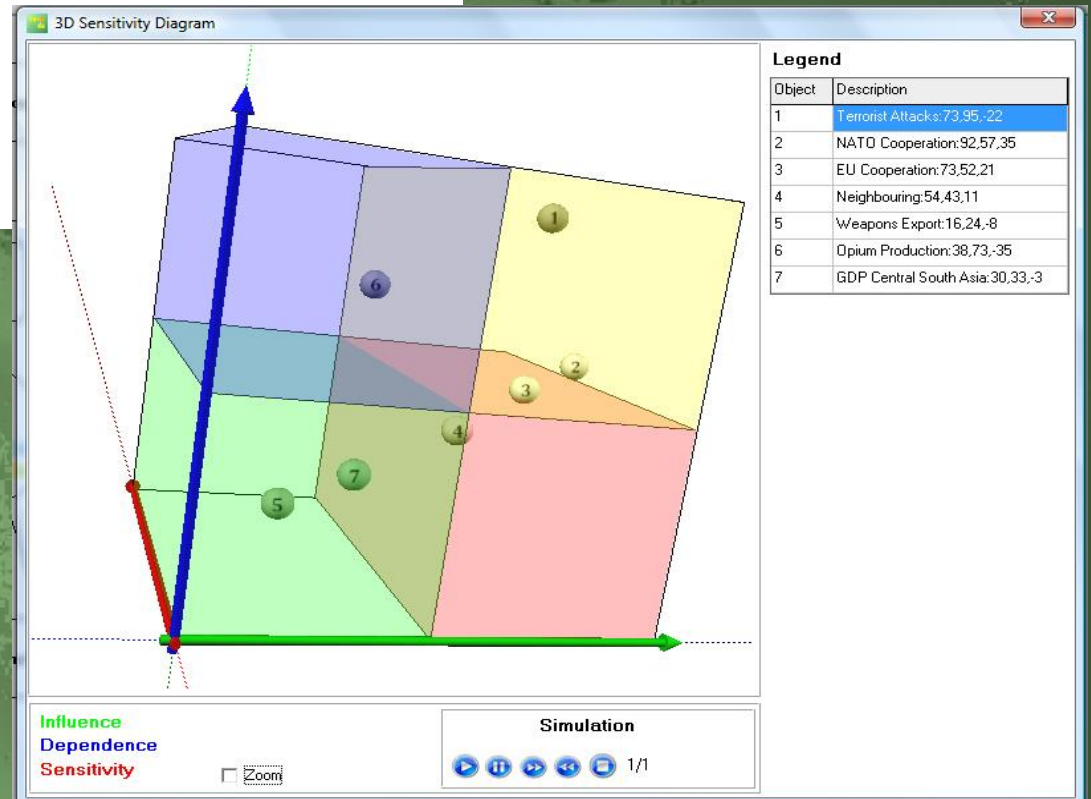 3D Sensitivity Diagram
Legend
Object Description
1 Terrorist Attacks:73,95,-22
2 NATO Cooperation:92,57,35
3 EU Cooperation:73,52,21
4 Neighbouring:54,43,11
5 Weapons Export:16,24,-8
6 Opium Production:38,73,-35
7 GDP Central South Asia:30,33,-3
1
6
2
3
4
7
5
Influence
Dependence
Sensitivity
Zoom
Simulation
1/1